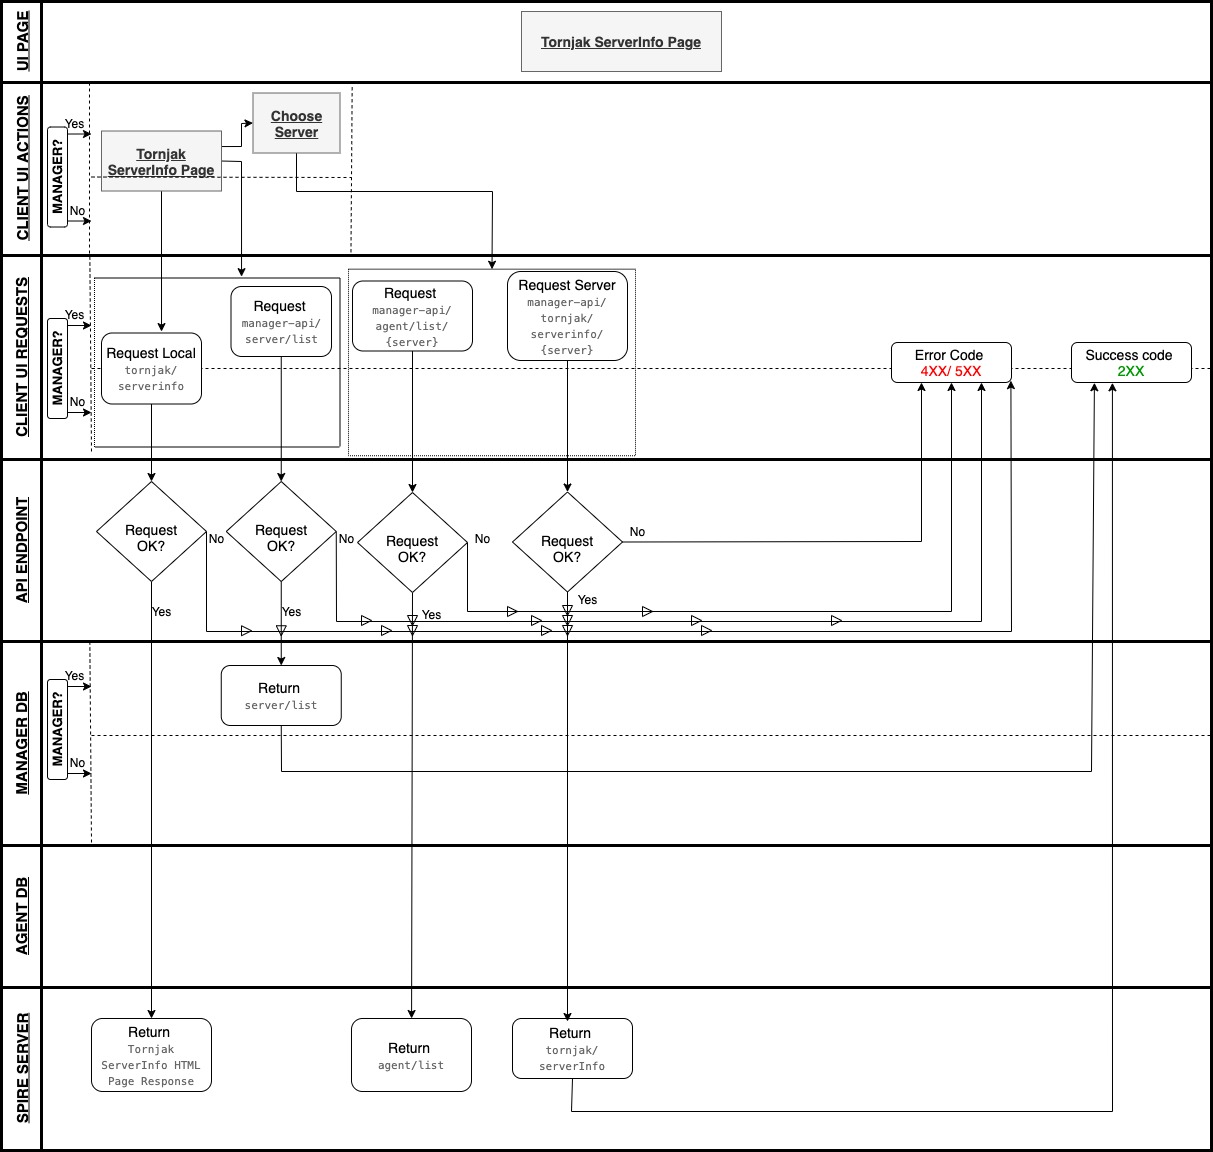 UI PAGE
Tornjak ServerInfo Page
CLIENT UI ACTIONS
MANAGER?
Yes
No
Tornjak
ServerInfo Page
Choose
Server
CLIENT UI REQUESTS
MANAGER?
Yes
No
Request Local
tornjak/
serverinfo
Request
manager-api/
server/list
Request
manager-api/
agent/list/
{server}
Request Server
manager-api/
tornjak/
serverinfo/
{server}
Error Code
4XX/ 5XX
Success code
2XX
API ENDPOINT
Request
OK?
No
Yes
Request
OK?
No
Yes
Request
OK?
No
Yes
Request
OK?
No
Yes
MANAGER DB
MANAGER?
Yes
No
Return
server/list
AGENT DB
SPIRE SERVER
Return
Tornjak
ServerInfo HTML
Page Response
Return
agent/list
Return
tornjak/
serverInfo